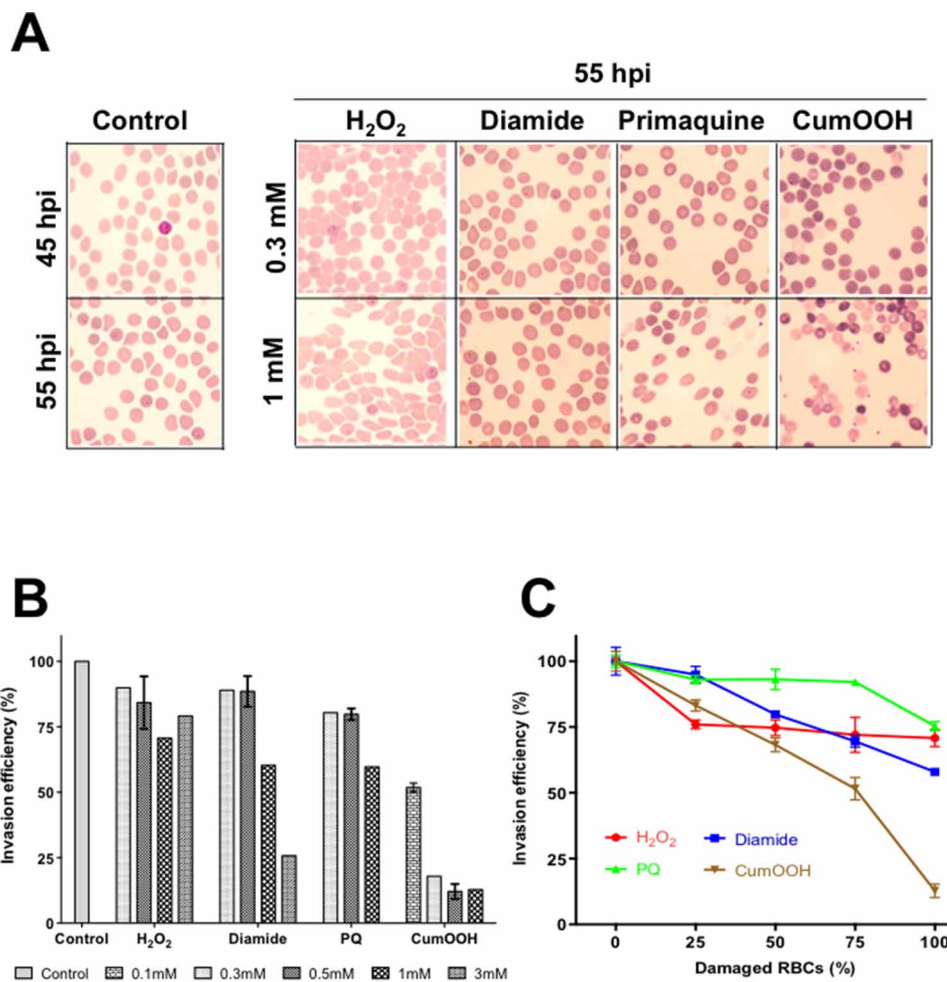 A
55 hpi
Control
H₂O₂ Diamide Primaquine CumOOH
45 hpi
0.3 mM
55 hpi
1 mM
B
Invasion efficiency (%)
100
75
50
25
0
Control H₂O₂ Diamide PQ CumOOH
Control 0.1mM 0.3mM 0.5mM 1mM 3mM
C
Invasion efficiency (%)
100
75
50
25
0
H₂O₂ Diamide
PQ CumOOH
0 25 50 75 100
Damaged RBCs (%)